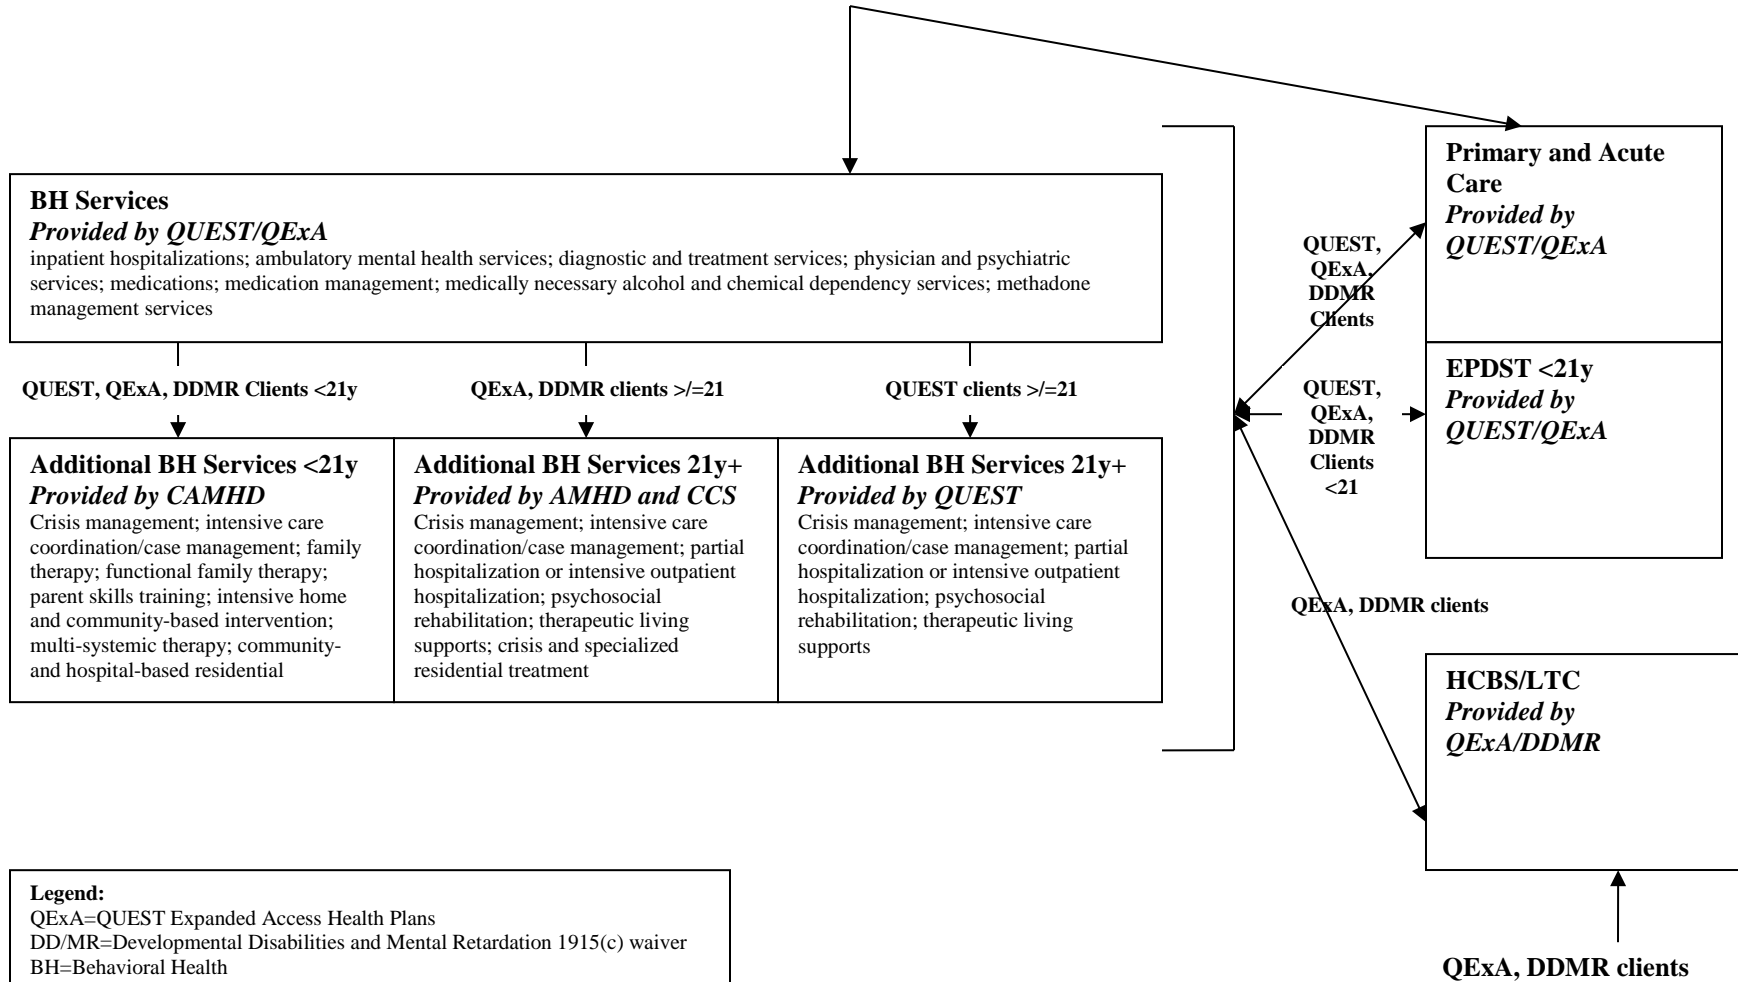 BH Services
Provided by QUEST/QExA
inpatient hospitalizations; ambulatory mental health services; diagnostic and treatment services; physician and psychiatric
services; medications; medication management; medically necessary alcohol and chemical dependency services; methadone
management services
QUEST, QExA, DDMR Clients <21y
QExA, DDMR clients >/=21
QUEST clients >/=21
Additional BH Services <21y
Provided by CAMHD
Crisis management; intensive care
coordination/case management; family
therapy; functional family therapy;
parent skills training; intensive home
and community-based intervention;
multi-systemic therapy; community-
and hospital-based residential
Additional BH Services 21y+
Provided by AMHD and CCS
Crisis management; intensive care
coordination/case management; partial
hospitalization or intensive outpatient
hospitalization; psychosocial
rehabilitation; therapeutic living
supports; crisis and specialized
residential treatment
Additional BH Services 21y+
Provided by QUEST
Crisis management; intensive care
coordination/case management; partial
hospitalization or intensive outpatient
hospitalization; psychosocial
rehabilitation; therapeutic living
supports
QUEST,
QExA,
DDMR
Clients
QUEST,
QExA,
DDMR
Clients
<21
QExA, DDMR clients
Primary and Acute
Care
Provided by
QUEST/QExA
EPDST <21y
Provided by
QUEST/QExA
HCBS/LTC
Provided by
QExA/DDMR
QExA, DDMR clients
Legend:
QExA=QUEST Expanded Access Health Plans
DD/MR=Developmental Disabilities and Mental Retardation 1915(c) waiver
BH=Behavioral Health